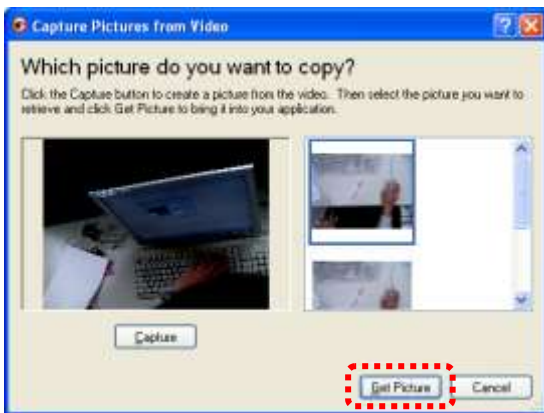 Capture Pictures from Video
Which picture do you want to copy?
Click the Capture button to create a picture from the video. Then select the picture you want to
retrieve and click Get Picture to bring it into your application.
Capture
Get Picture
Cancel